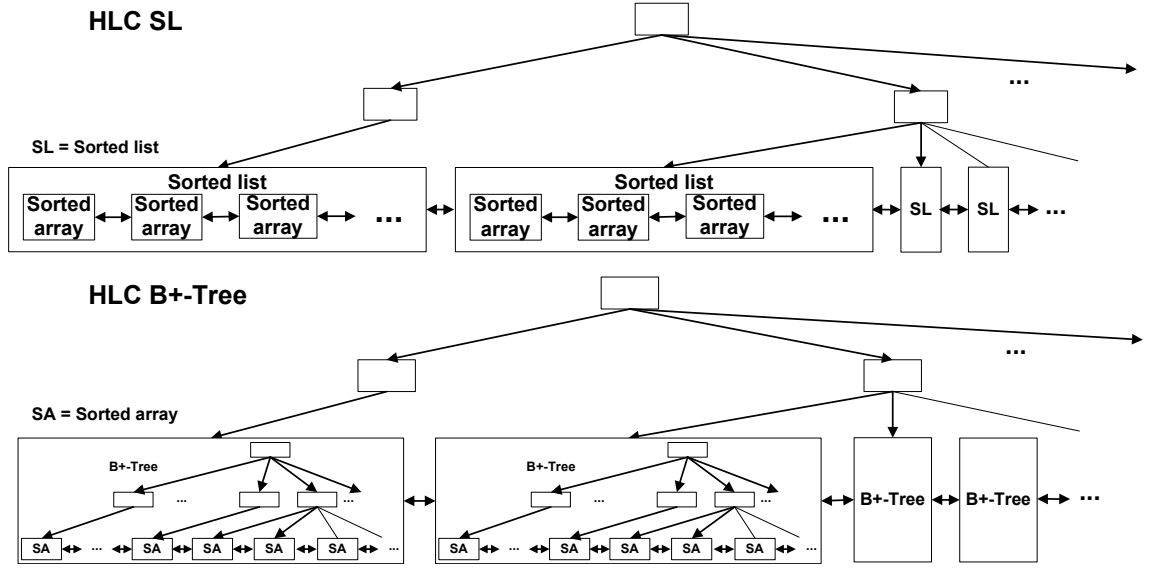 HLC SL
...
SL = Sorted list
Sorted list
Sorted array
Sorted array
Sorted array
...
Sorted list
Sorted array
Sorted array
Sorted array
...
SL
SL
...
HLC B+-Tree
...
SA = Sorted array
B+-Tree
...
...
SA
...
SA
SA
SA
SA
...
B+-Tree
...
...
SA
...
SA
SA
SA
SA
...
B+-Tree
B+-Tree
...